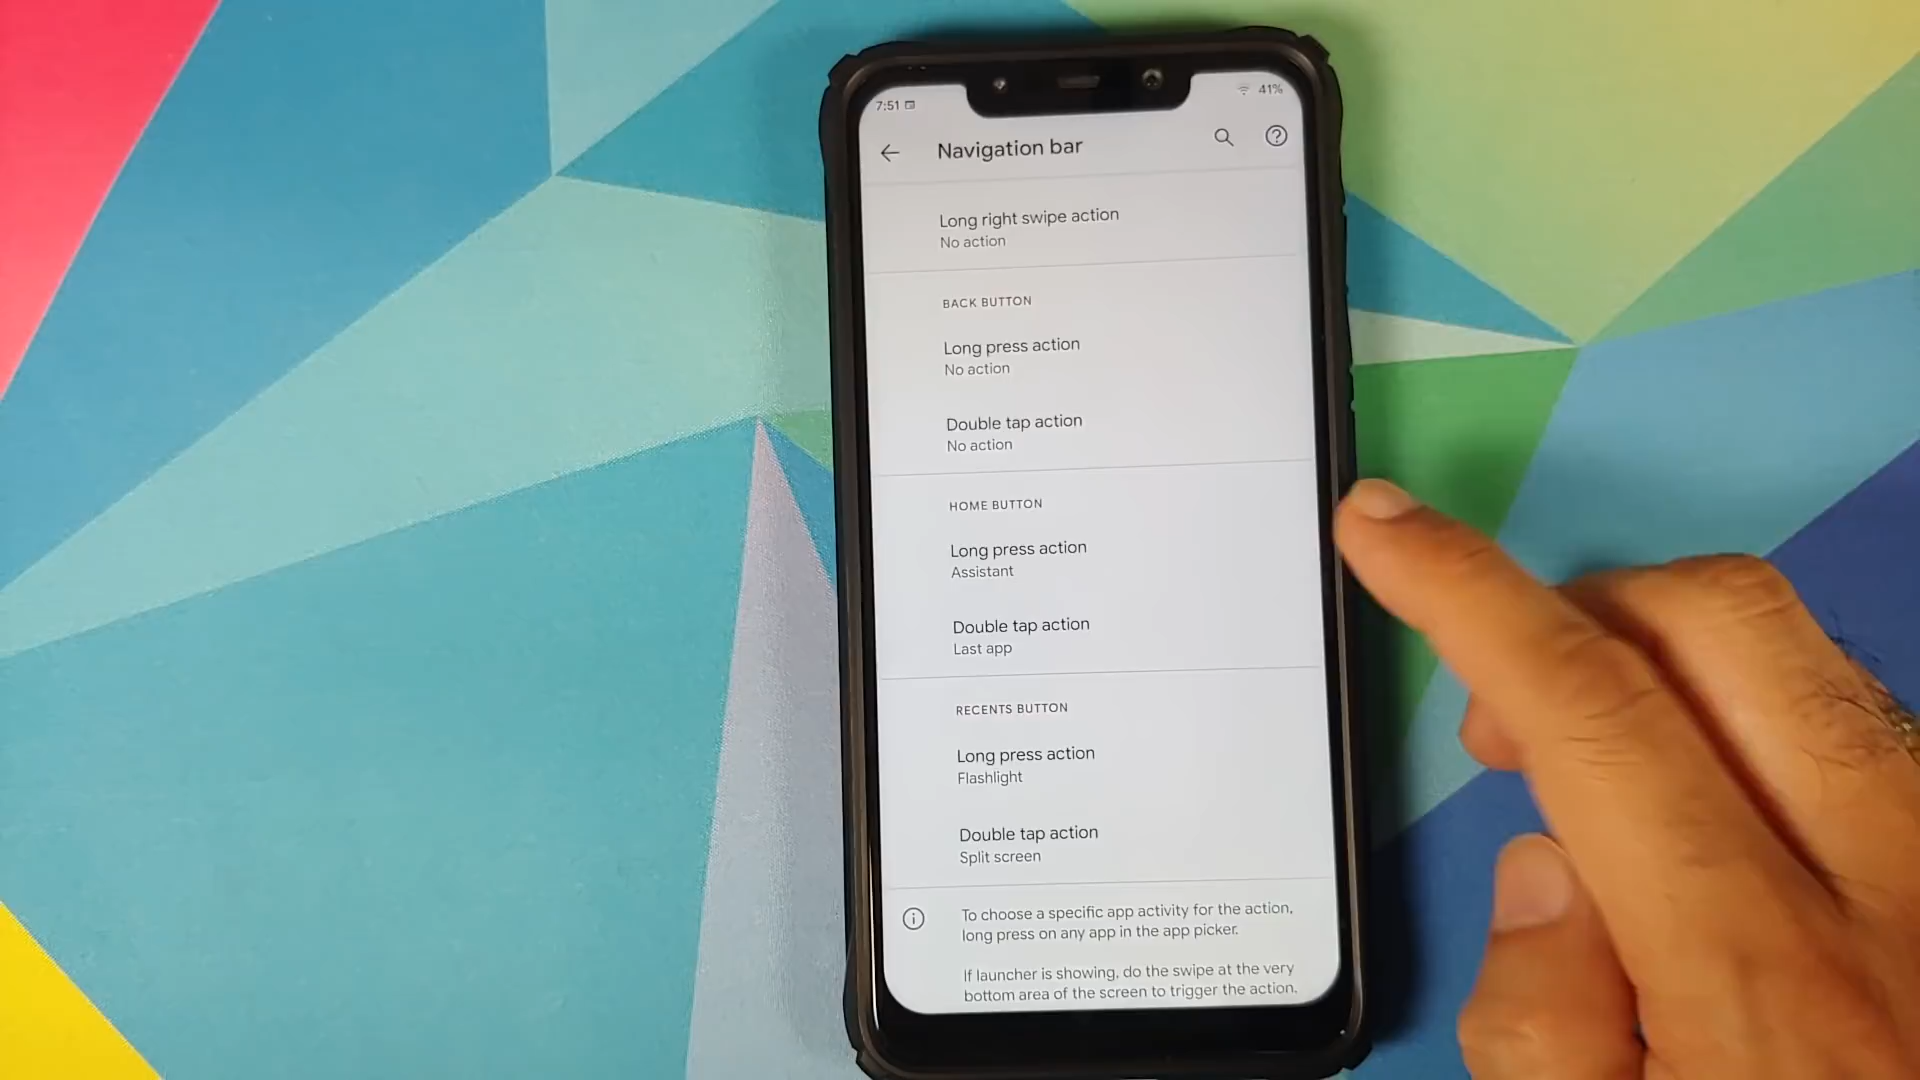 7:51
41%
Navigation bar
Long right swipe action
No action
BACK BUTTON
Long press action
No action
Double tap action
No action
HOME BUTTON
Long press action
Assistant
Double tap action
Last app
RECENTS BUTTON
Long press action
Flashlight
Double tap action
Split screen
To choose a specific app activity for the action,
long press on any app in the app picker.
If launcher is showing, do the swipe at the very
bottom area of the screen to trigger the action.